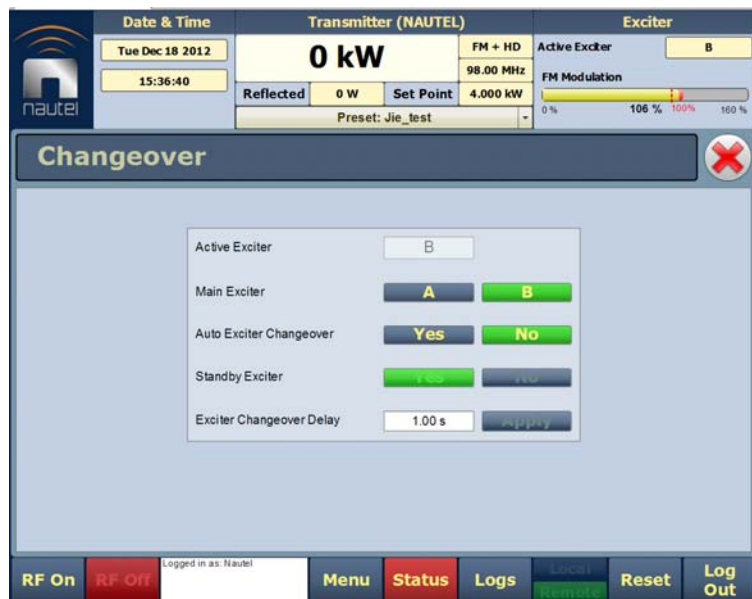 nautel
Date & Time
Tue Dec 18 2012
15:36:40
Transmitter (NAUTEL)
0 kW
FM + HD
98.00 MHz
Reflected 0 W Set Point 4.000 kW
Preset: Jie_test
Exciter
Active Exciter B
FM Modulation
0 % 106 % 100% 160 %
Changeover
Active Exciter B
Main Exciter A B
Auto Exciter Changeover Yes No
Standby Exciter Yes No
Exciter Changeover Delay 1.00 s Apply
RF On RF Off Logged in as: Nautel Menu Status Logs Local Remote Reset Log Out